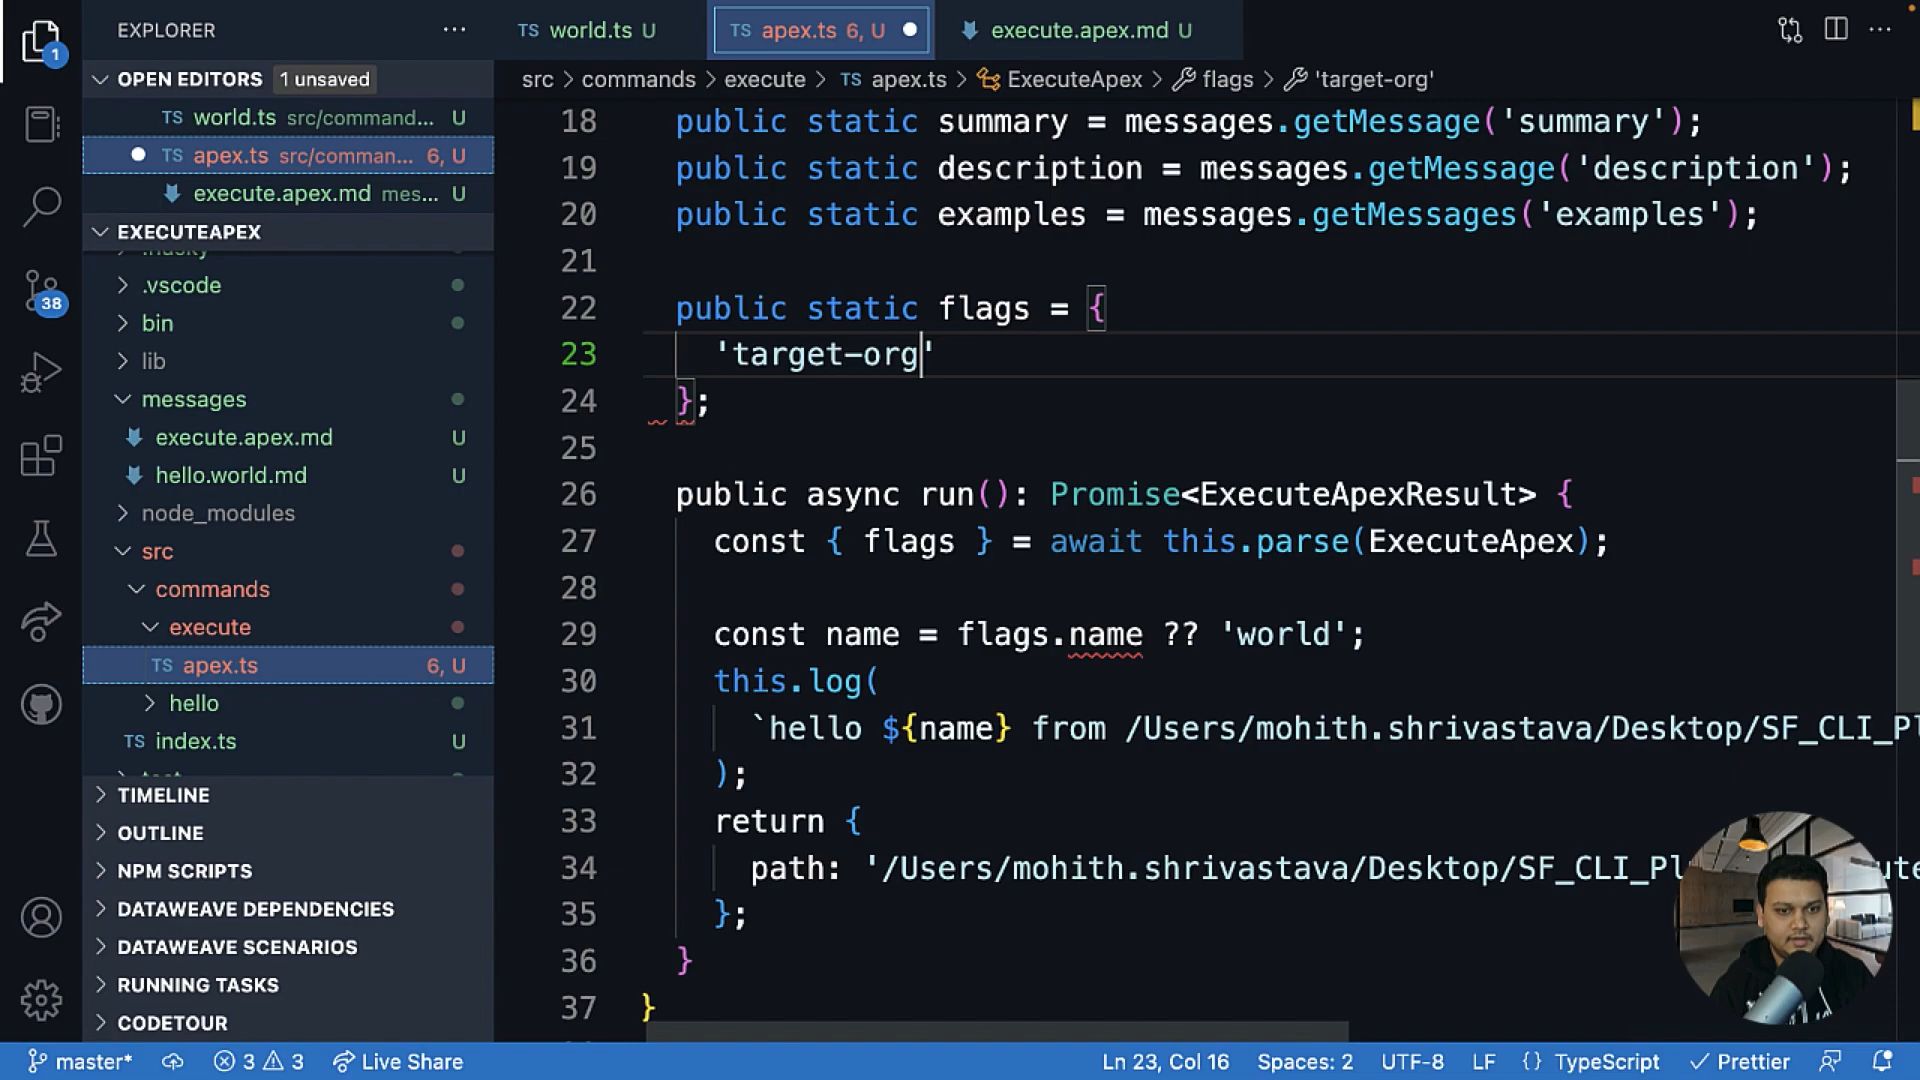 1
EXPLORER
OPEN EDITORS 1 unsaved
TS world.ts src/command... U
TS apex.ts src/comman... 6, U
execute.apex.md mes... U
EXECUTEAPEX
.vscode
bin
lib
messages
execute.apex.md U
hello.world.md U
node_modules
src
commands
execute
TS apex.ts 6, U
hello
TS index.ts U
TIMELINE
OUTLINE
NPM SCRIPTS
DATAWEAVE DEPENDENCIES
DATAWEAVE SCENARIOS
RUNNING TASKS
CODETOUR
38
TS world.ts U
TS apex.ts 6, U
execute.apex.md U
src > commands > execute > TS apex.ts > ExecuteApex > flags > 'target-org'
18 public static summary = messages.getMessage('summary');
19 public static description = messages.getMessage('description');
20 public static examples = messages.getMessages('examples');
21
22 public static flags = {
23 'target-org'
24 };
25
26 public async run(): Promise<ExecuteApexResult> {
27 const { flags } = await this.parse(ExecuteApex);
28
29 const name = flags.name ?? 'world';
30 this.log(
31 `hello ${name} from /Users/mohith.shrivastava/Desktop/SF_CLI_Pl
32 );
33 return {
34 path: '/Users/mohith.shrivastava/Desktop/SF_CLI_Pl
35 };
36 }
37 }
master* 3 3 Live Share
Ln 23, Col 16 Spaces: 2 UTF-8 LF {} TypeScript Prettier